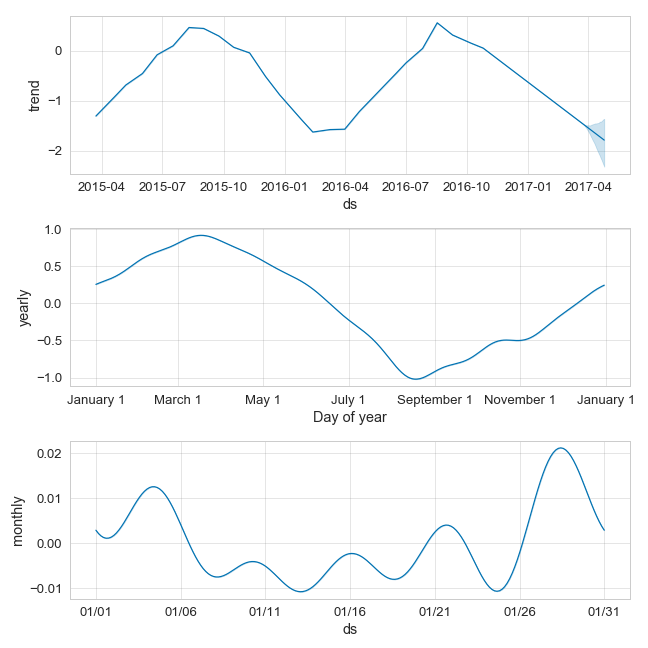 0
−1
−2
trend
2015-04 2015-07 2015-10 2016-01 2016-04 2016-07 2016-10 2017-01 2017-04
ds
1.0
0.5
0.0
−0.5
−1.0
yearly
January 1 March 1 May 1 July 1 September 1 November 1 January 1
Day of year
0.02
0.01
0.00
−0.01
monthly
01/01 01/06 01/11 01/16 01/21 01/26 01/31
ds